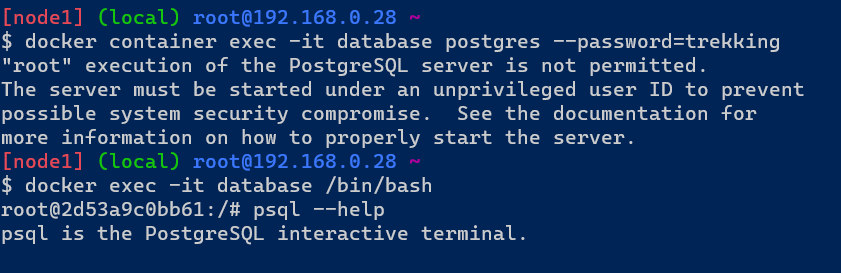 [node1] (local) root@192.168.0.28 ~
$ docker container exec -it database postgres --password=trekking
"root" execution of the PostgreSQL server is not permitted.
The server must be started under an unprivileged user ID to prevent
possible system security compromise.  See the documentation for
more information on how to properly start the server.
[node1] (local) root@192.168.0.28 ~
$ docker exec -it database /bin/bash
root@2d53a9c0bb61:/# psql --help
psql is the PostgreSQL interactive terminal.